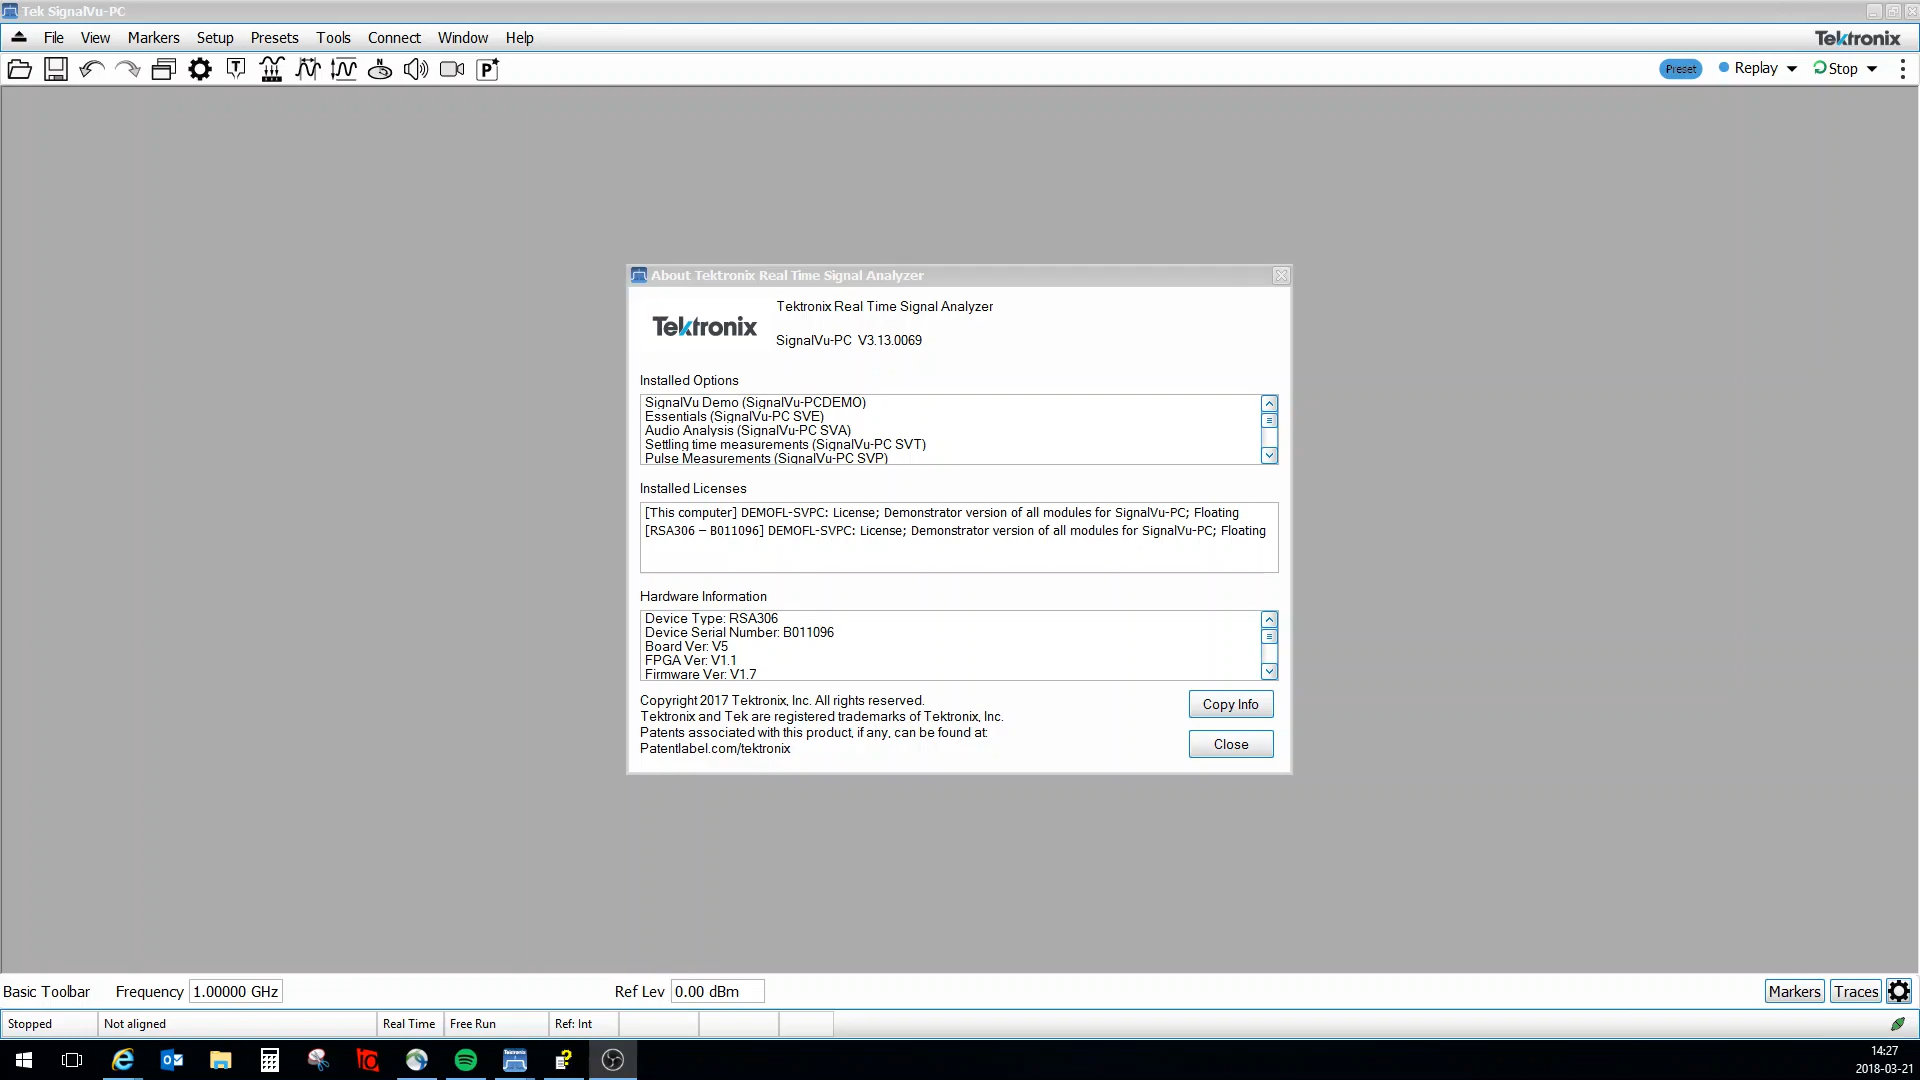 Tek SignalVu-PC
File View Markers Setup Presets Tools Connect Window Help
Tektronix
T N P Preset Replay Stop
About Tektronix Real Time Signal Analyzer
Tektronix
Tektronix Real Time Signal Analyzer
SignalVu-PC V3.13.0069
Installed Options
SignalVu Demo (SignalVu-PCDEMO)
Essentials (SignalVu-PC SVE)
Audio Analysis (SignalVu-PC SVA)
Settling time measurements (SignalVu-PC SVT)
Pulse Measurements (SignalVu-PC SVP)
Installed Licenses
[This computer] DEMOFL-SVPC: License; Demonstrator version of all modules for SignalVu-PC; Floating
[RSA306 – B011096] DEMOFL-SVPC: License; Demonstrator version of all modules for SignalVu-PC; Floating
Hardware Information
Device Type: RSA306
Device Serial Number: B011096
Board Ver: V5
FPGA Ver: V1.1
Firmware Ver: V1.7
Copyright 2017 Tektronix, Inc. All rights reserved.
Tektronix and Tek are registered trademarks of Tektronix, Inc.
Patents associated with this product, if any, can be found at:
Patentlabel.com/tektronix
Copy Info
Close
Basic Toolbar Frequency 1.00000 GHz Ref Lev 0.00 dBm Markers Traces
Stopped Not aligned Real Time Free Run Ref: Int
14:27
2018-03-21